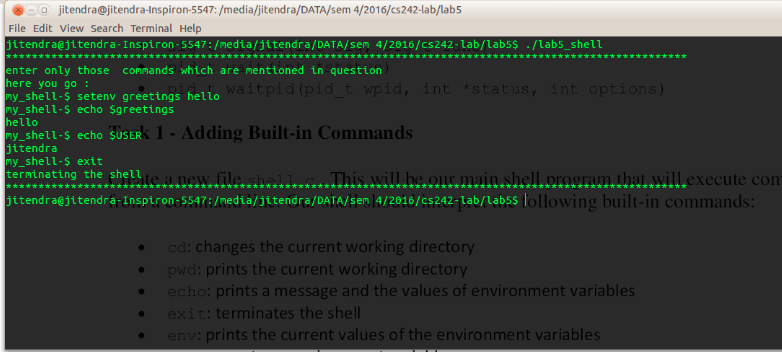 jitendra@jitendra-Inspiron-5547: /media/jitendra/DATA/sem 4/2016/cs242-lab/lab5
File Edit View Search Terminal Help
jitendra@jitendra-Inspiron-5547:/media/jitendra/DATA/sem 4/2016/cs242-lab/lab5$ ./lab5_shell
enter only those commands which are mentioned in question
here you go :
pid_t waitpid(pid_t wpid, int *status, int options)
my_shell-$ setenv greetings hello
my_shell-$ echo $greetings
hello
1 - Adding Built-in Commands
my_shell-$ echo $USER
jitendra
my_shell-$ exit
terminating the shell
a new file shell.c. This will be our main shell program that will execute com
jitendra@jitendra-Inspiron-5547:/media/jitendra/DATA/sem 4/2016/cs242-lab/lab5$
following built-in commands:
• cd: changes the current working directory
• pwd: prints the current working directory
• echo: prints a message and the values of environment variables
• exit: terminates the shell
• env: prints the current values of the environment variables